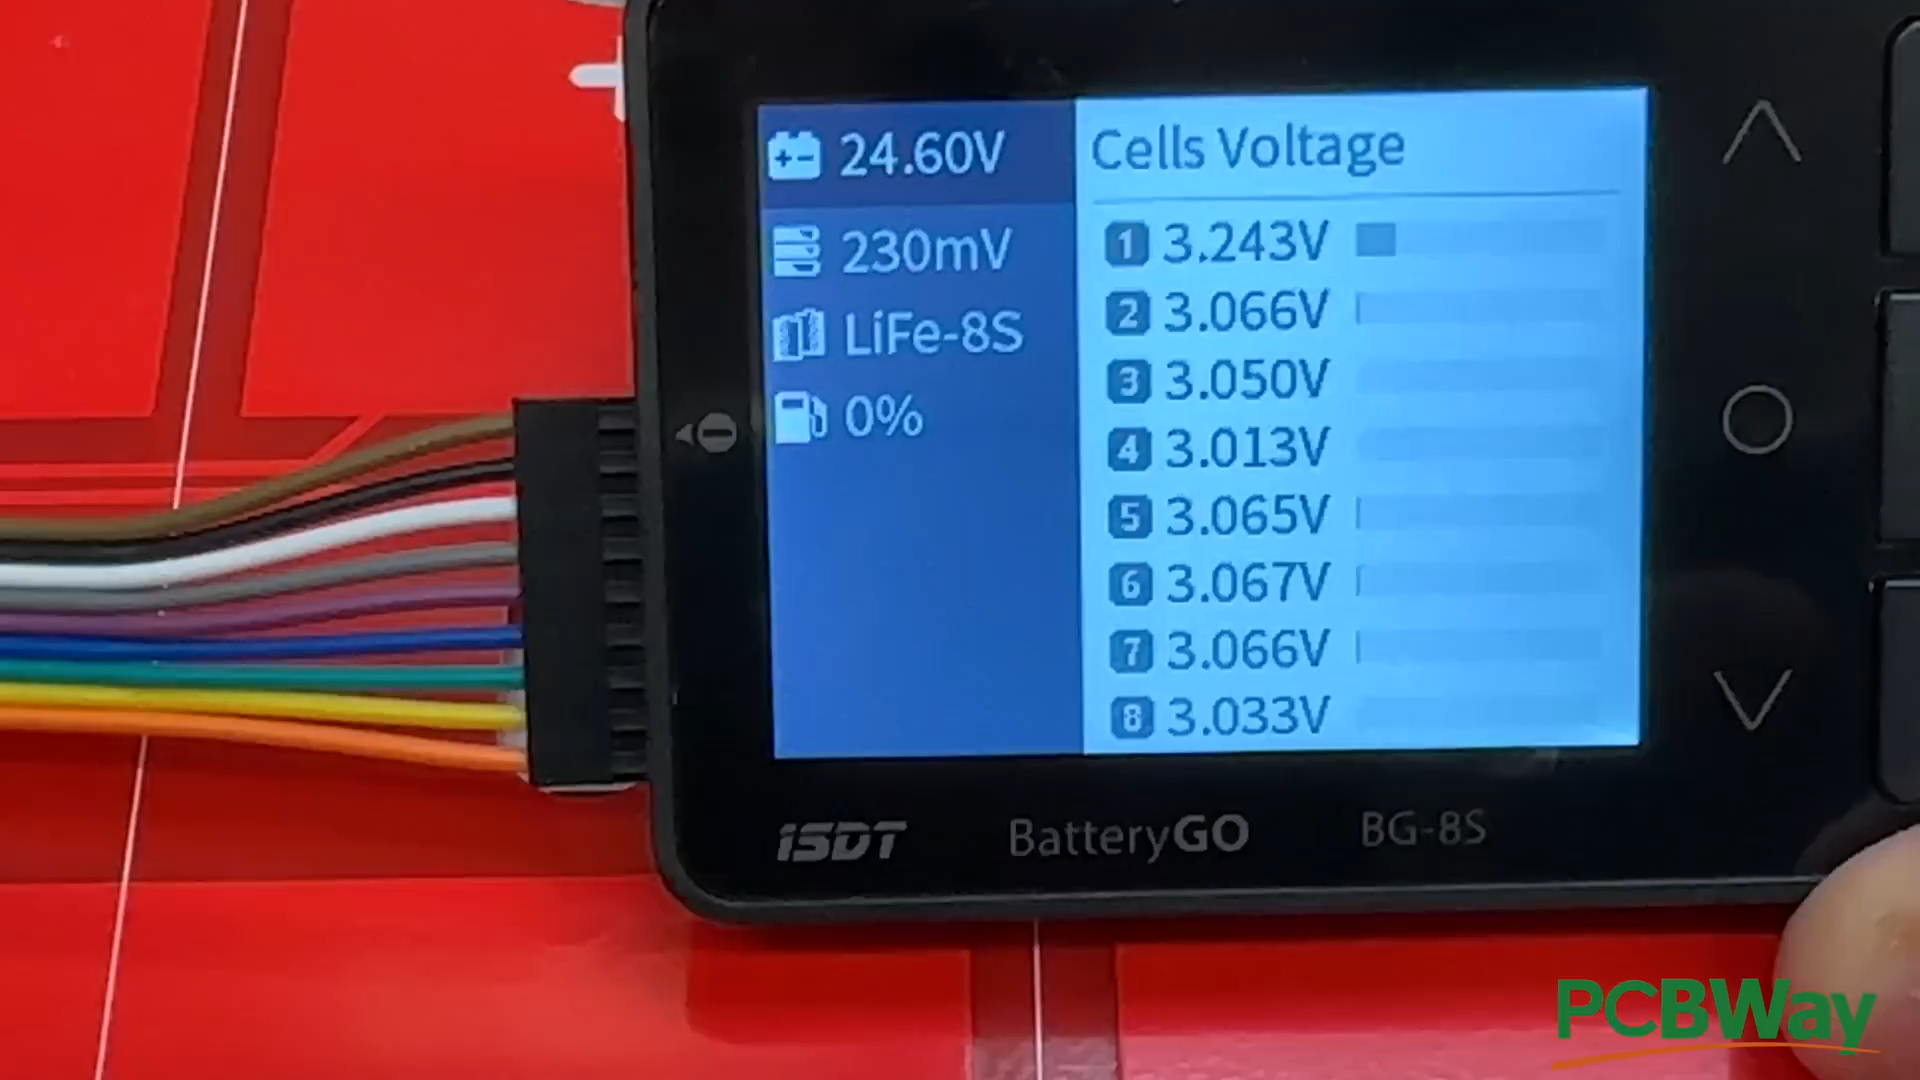 24.60V
230mV
LiFe-8S
0%
Cells Voltage
1 3.243V
2 3.066V
3 3.050V
4 3.013V
5 3.065V
6 3.067V
7 3.066V
8 3.033V
ISDT BatteryGO BG-8S
PCBWay